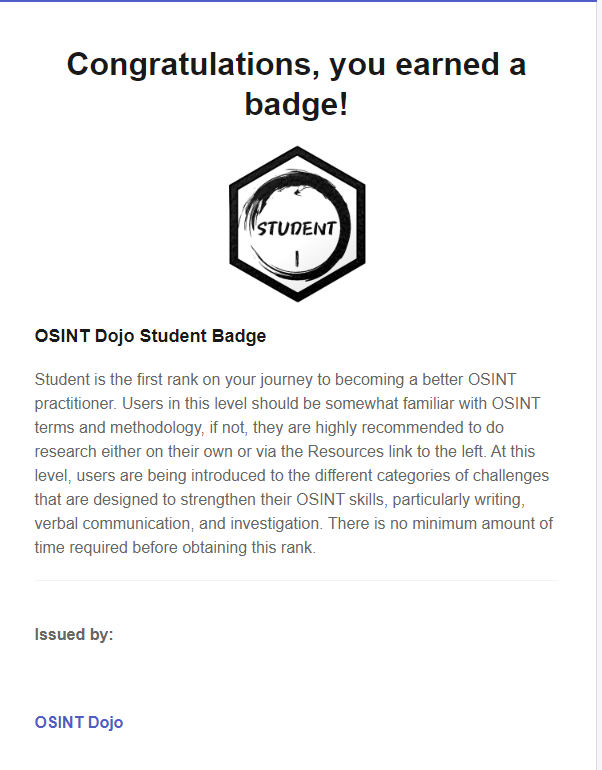 Congratulations, you earned a
badge!
STUDENT
I
OSINT Dojo Student Badge
Student is the first rank on your journey to becoming a better OSINT
practitioner. Users in this level should be somewhat familiar with OSINT
terms and methodology, if not, they are highly recommended to do
research either on their own or via the Resources link to the left. At this
level, users are being introduced to the different categories of challenges
that are designed to strengthen their OSINT skills, particularly writing,
verbal communication, and investigation. There is no minimum amount of
time required before obtaining this rank.
Issued by:
OSINT Dojo